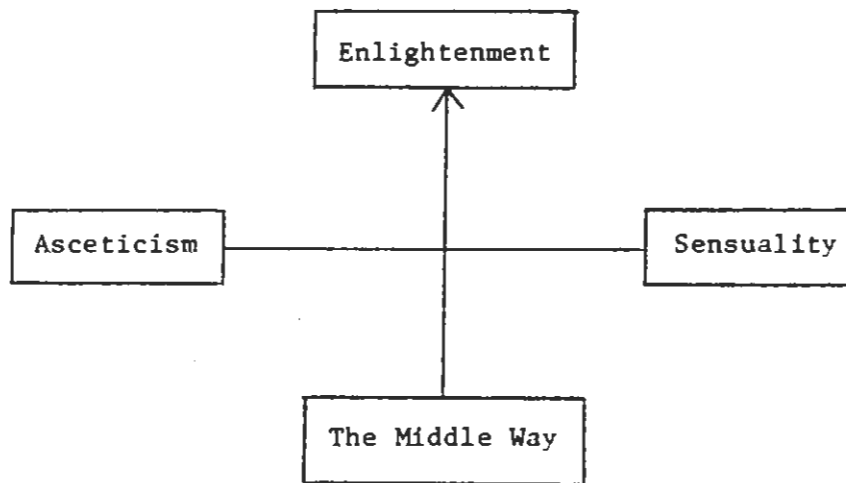 Enlightenment
Asceticism
Sensuality
The Middle Way